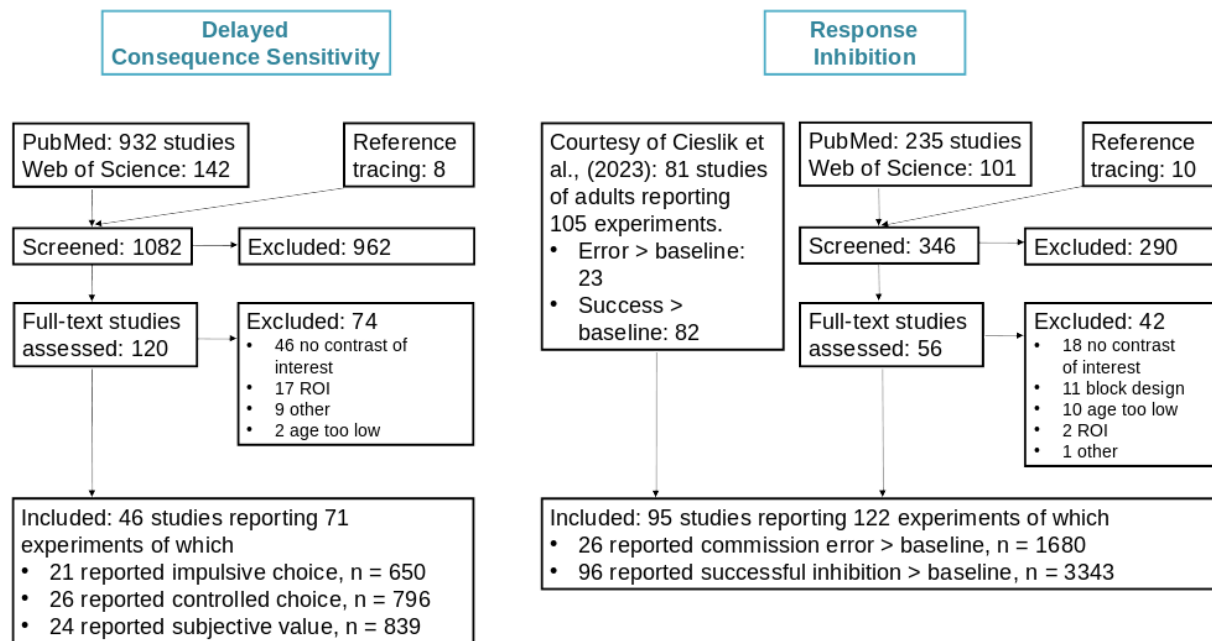 Delayed
Consequence Sensitivity
PubMed: 932 studies
Web of Science: 142
Reference
tracing: 8
Screened: 1082
Excluded: 962
Full-text studies
assessed: 120
Excluded: 74
• 46 no contrast of
interest
• 17 ROI
• 9 other
• 2 age too low
Included: 46 studies reporting 71
experiments of which
• 21 reported impulsive choice, n = 650
• 26 reported controlled choice, n = 796
• 24 reported subjective value, n = 839
Response
Inhibition
Courtesy of Cieslik et
al., (2023): 81 studies
of adults reporting
105 experiments.
• Error > baseline:
23
• Success >
baseline: 82
PubMed: 235 studies
Web of Science: 101
Reference
tracing: 10
Screened: 346
Excluded: 290
Full-text studies
assessed: 56
Excluded: 42
• 18 no contrast
of interest
• 11 block design
• 10 age too low
• 2 ROI
• 1 other
Included: 95 studies reporting 122 experiments of which
• 26 reported commission error > baseline, n = 1680
• 96 reported successful inhibition > baseline, n = 3343